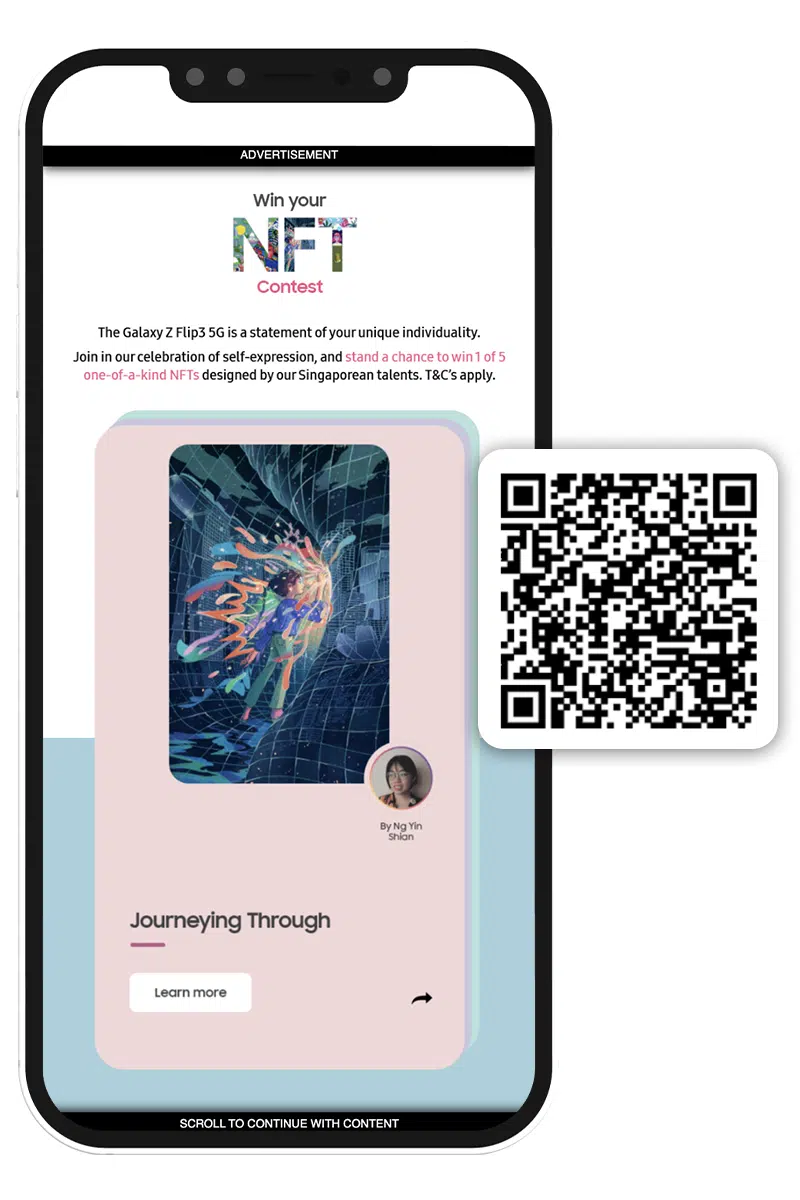 ADVERTISEMENT
Win your
NFT
Contest
The Galaxy Z Flip3 5G is a statement of your unique individuality.
Join in our celebration of self-expression, and stand a chance to win 1 of 5
one-of-a-kind NFTs designed by our Singaporean talents. T&C’s apply.
By Ng Yin
Shian
Journeying Through
Learn more
SCROLL TO CONTINUE WITH CONTENT